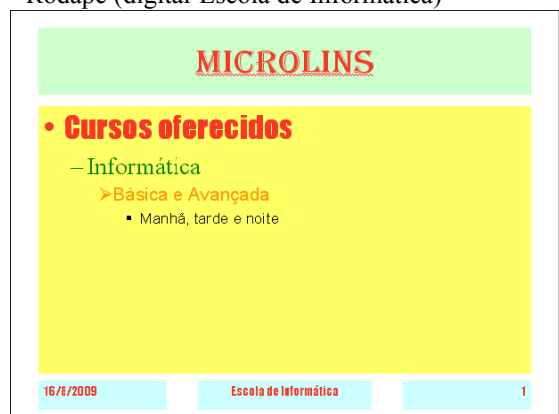 Rodapé (digitar Escola de Informática)
MICROLINS
• Cursos oferecidos
– Informática
➢Básica e Avançada
▪ Manhã, tarde e noite
16/8/2009 Escola de Informática 1